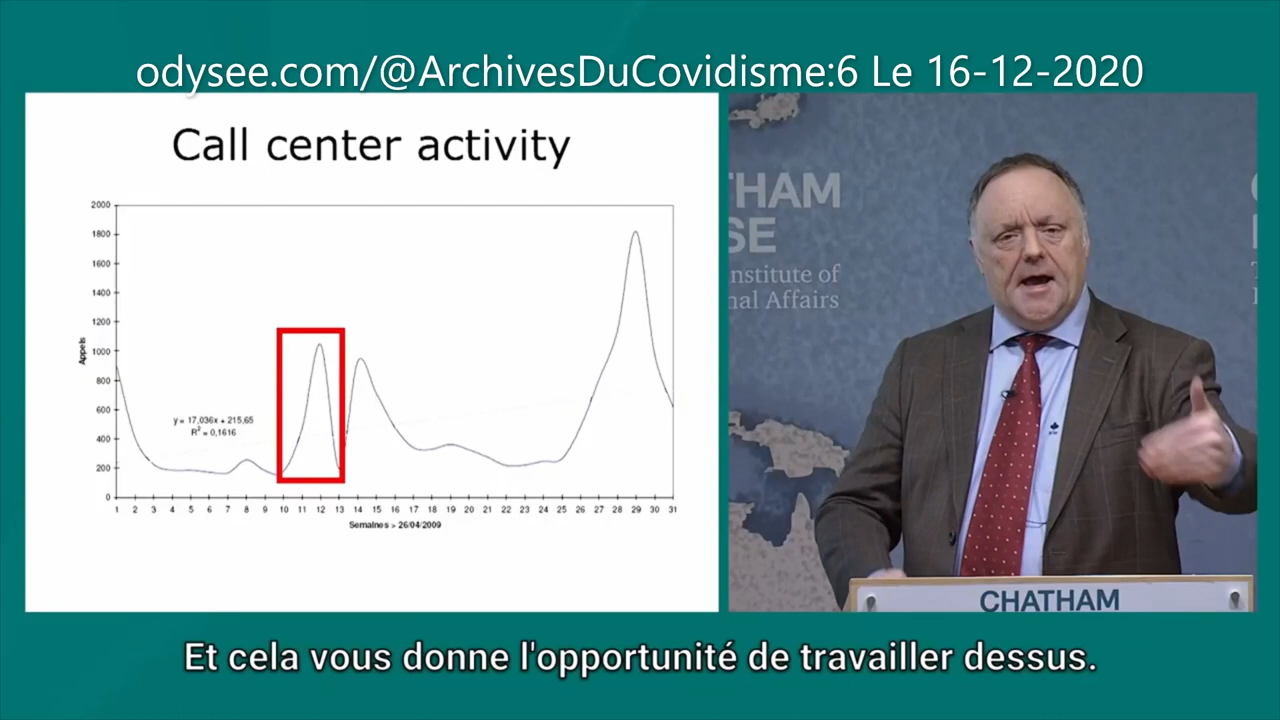 odysee.com/@ArchivesDuCovidisme:6 Le 16-12-2020
Call center activity
2000
1800
1600
1400
1200
1000
800
600
400
200
0
Appels
y = 17,036x + 215,65
R² = 0,1616
1 2 3 4 5 6 7 8 9 10 11 12 13 14 15 16 17 18 19 20 21 22 23 24 25 26 27 28 29 30 31
Semaines > 26/04/2009
THAM
SE
nstitute of
nal Affairs
CHATHAM
Et cela vous donne l'opportunité de travailler dessus.